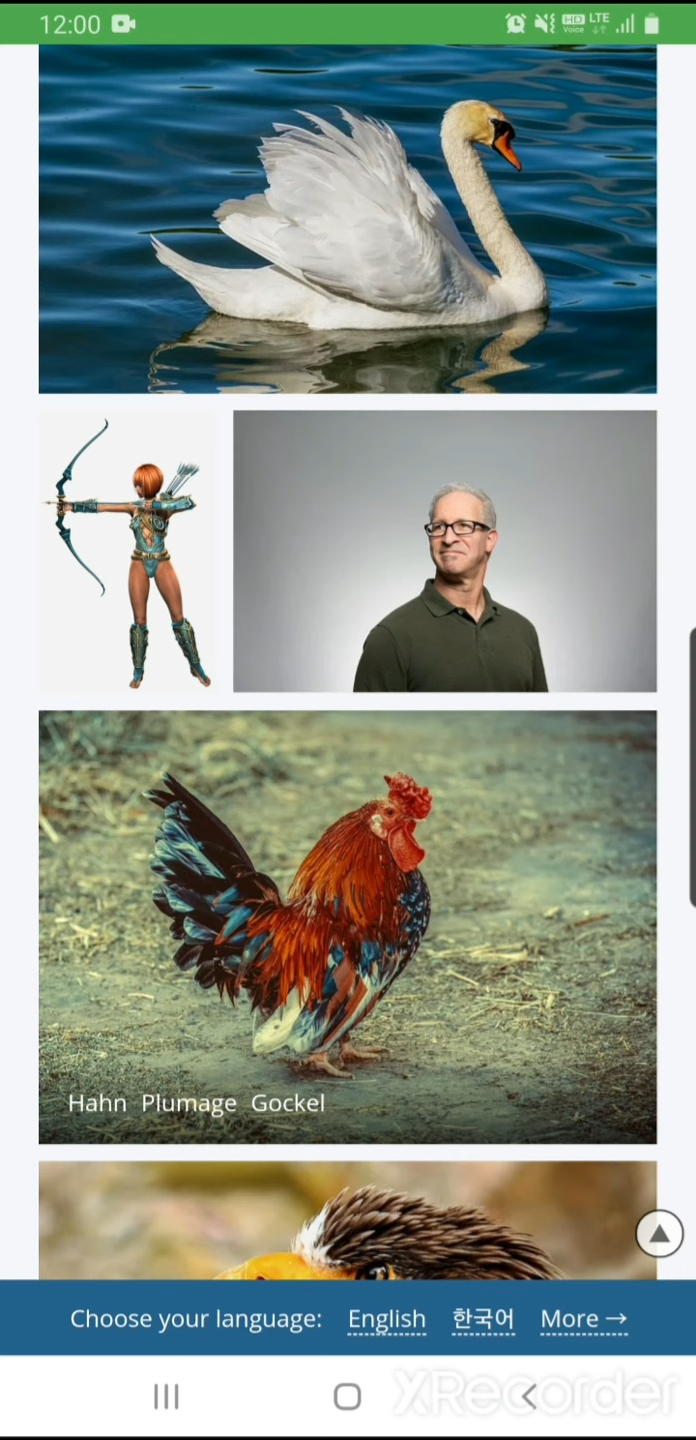 12:00
HD Voice LTE
Hahn Plumage Gockel
Choose your language: English 한국어 More →
XRecorder